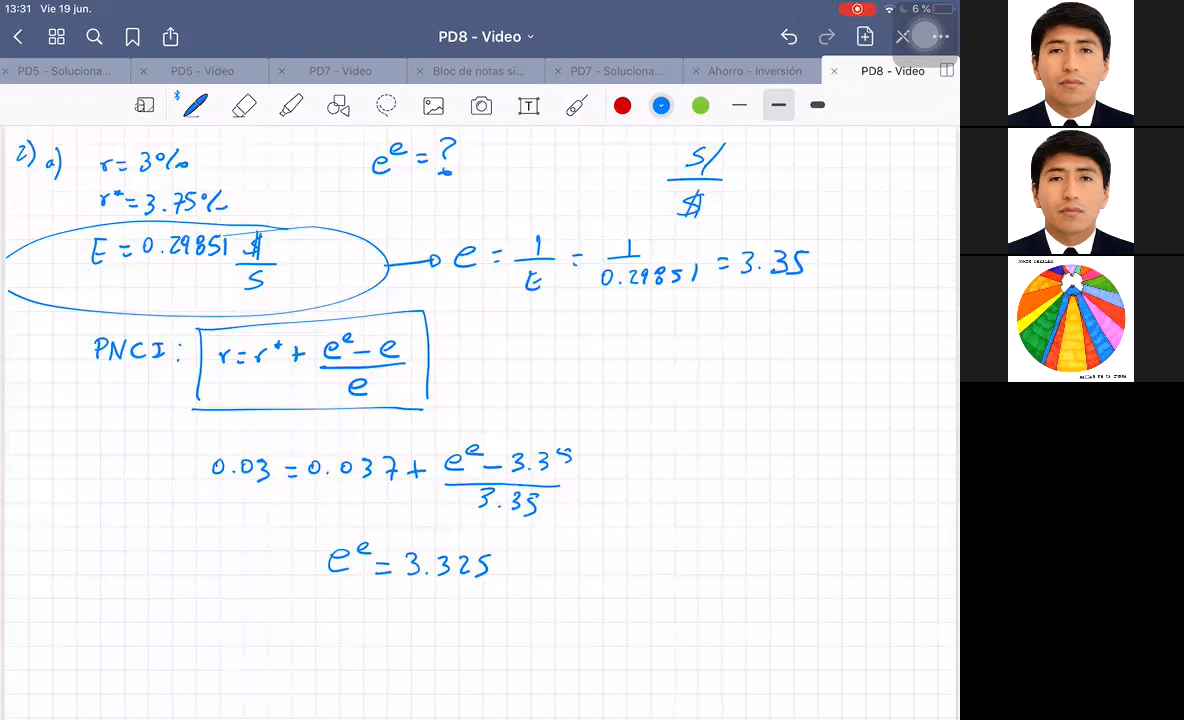 13:31 Vie 19 jun. 6 %
PD8 - Video
PD5 - Soluciona... PD5 - Video PD7 - Video Bloc de notas si... PD7 - Soluciona... Ahorro - Inversión PD8 - Video
2) a) r = 3% e^e = ? S/ / $
r* = 3.75%
E = 0.29851 $/S → e = 1/E = 1/0.29851 = 3.35
PNCI: r = r* + (e^e - e)/e
0.03 = 0.037 + (e^e - 3.35)/3.35
e^e = 3.325